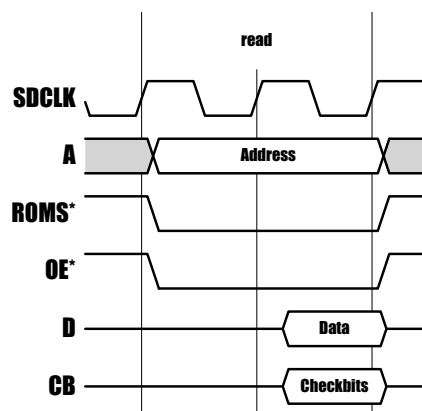 read
SDCLK
A Address
ROMS*
OE*
D Data
CB Checkbits